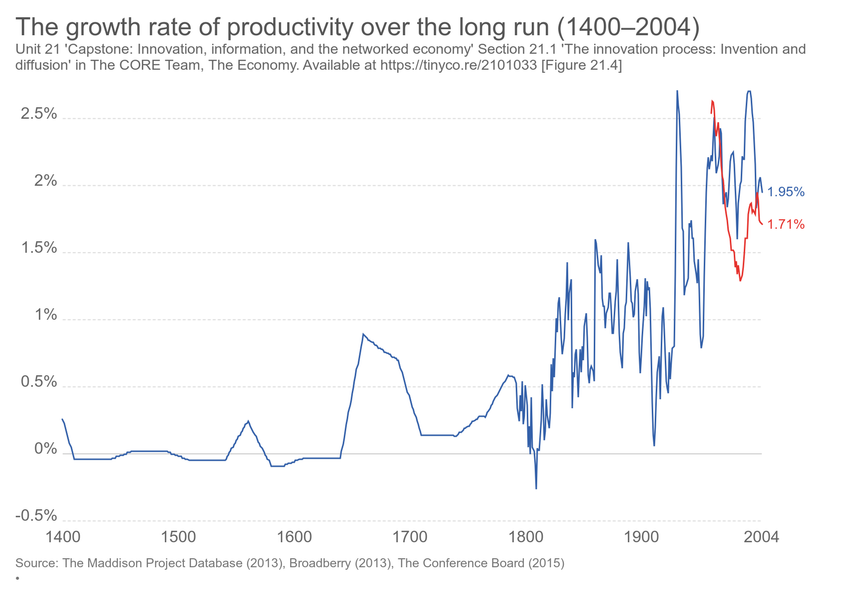 The growth rate of productivity over the long run (1400–2004)
Unit 21 'Capstone: Innovation, information, and the networked economy' Section 21.1 'The innovation process: Invention and
diffusion' in The CORE Team, The Economy. Available at https://tinyco.re/2101033 [Figure 21.4]
2.5%
2%
1.95%
1.71%
1.5%
1%
0.5%
0%
-0.5%
1400 1500 1600 1700 1800 1900 2004
Source: The Maddison Project Database (2013), Broadberry (2013), The Conference Board (2015)
•